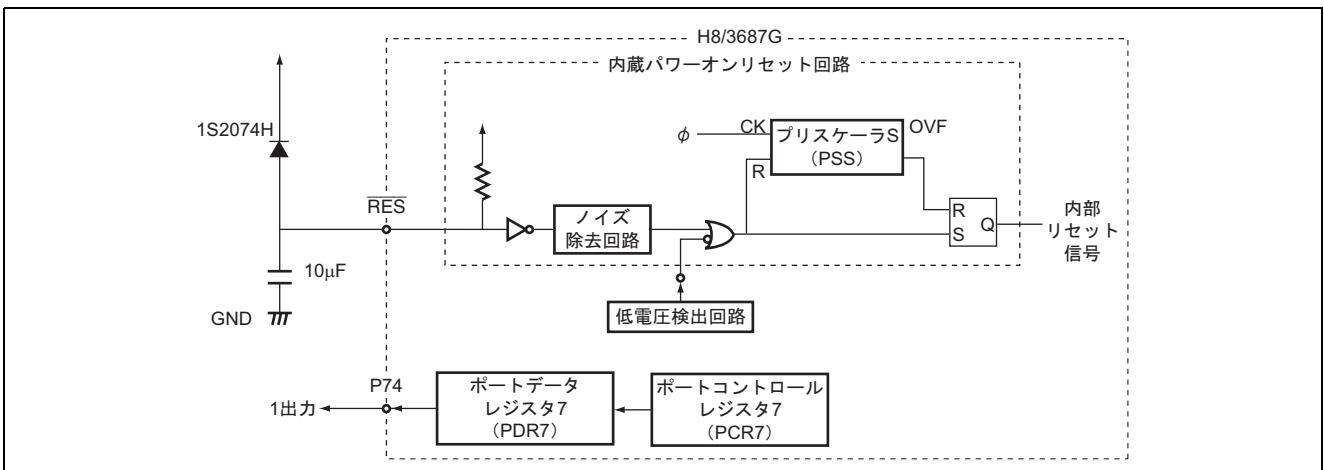 H8/3687G
内蔵パワーオンリセット回路
1S2074H
φ
CK
プリスケーラS
(PSS)
OVF
R
RES
ノイズ
除去回路
R
S
Q
内部
リセット
信号
10μF
GND
低電圧検出回路
P74
1出力
ポートデータ
レジスタ7
(PDR7)
ポートコントロール
レジスタ7
(PCR7)